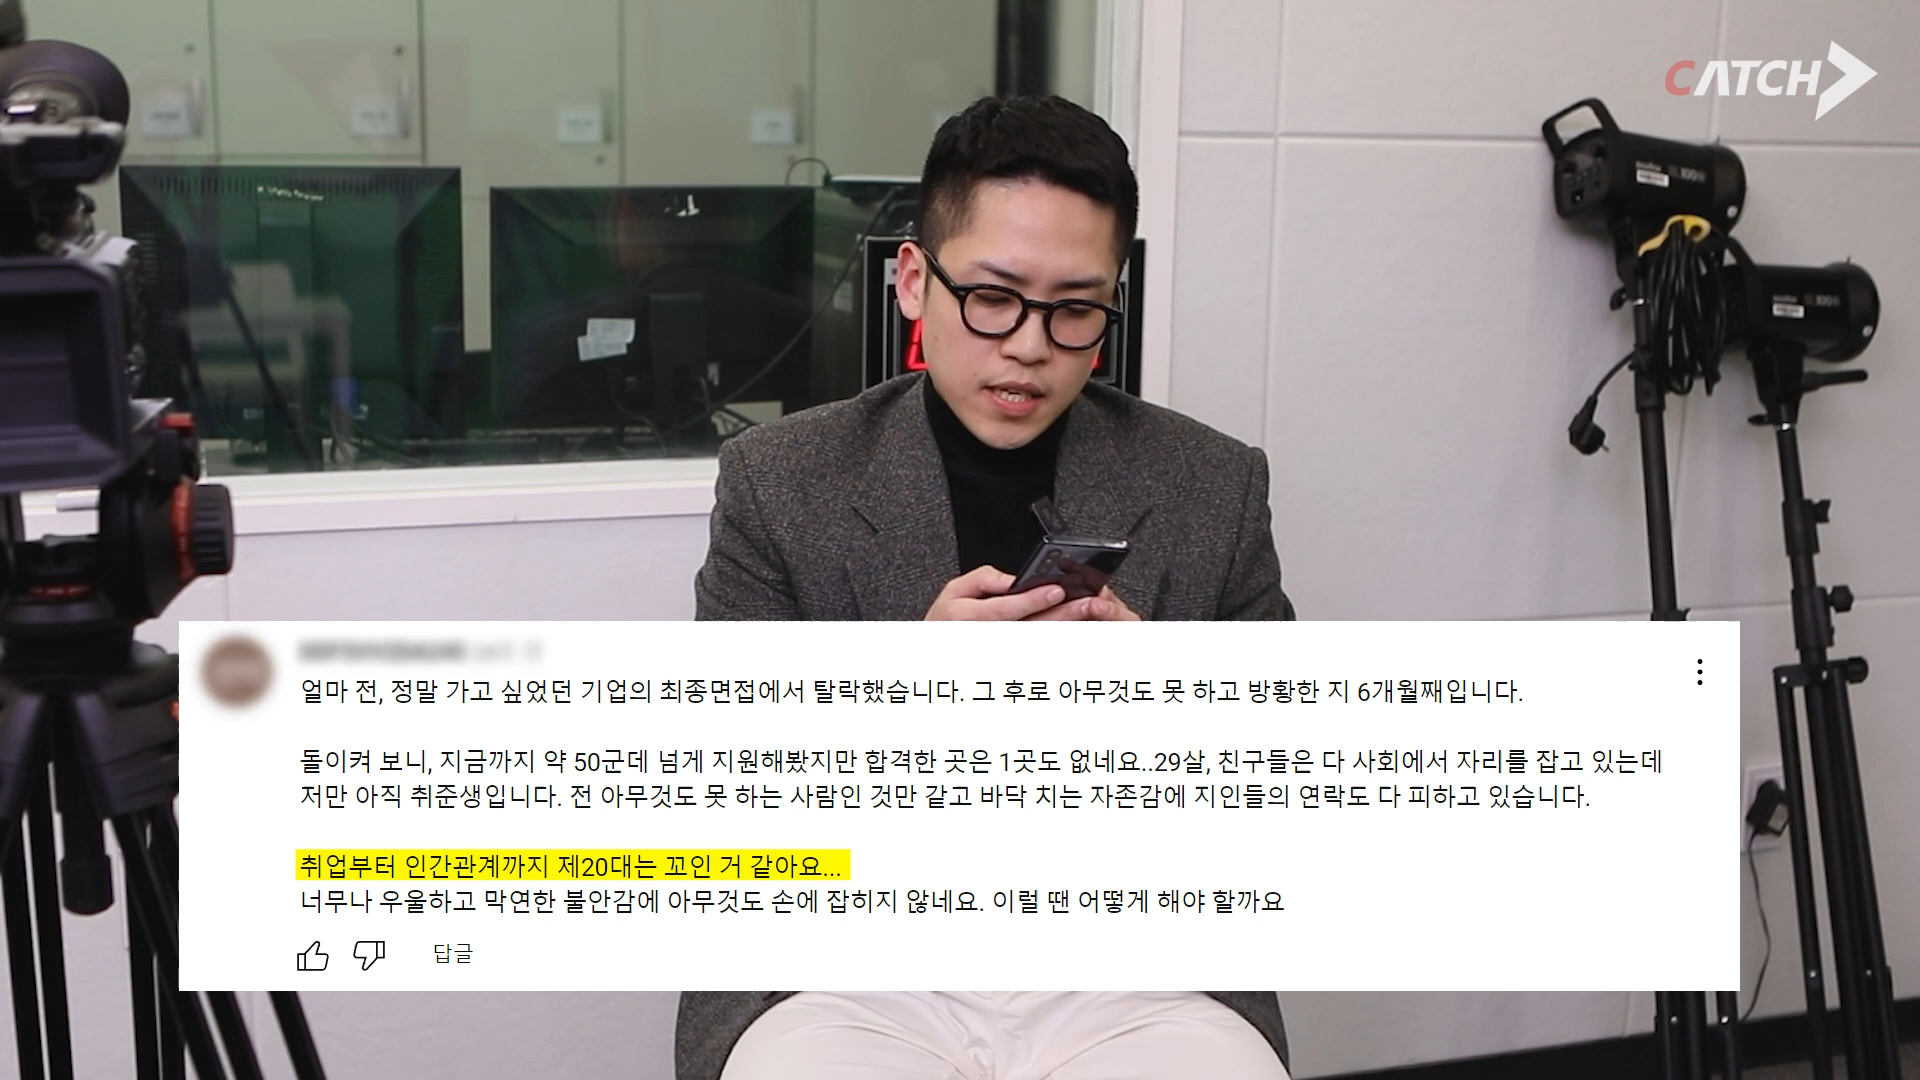 CATCH
얼마 전, 정말 가고 싶었던 기업의 최종면접에서 탈락했습니다. 그 후로 아무것도 못 하고 방황한 지 6개월째입니다.
돌이켜 보니, 지금까지 약 50군데 넘게 지원해봤지만 합격한 곳은 1곳도 없네요..29살, 친구들은 다 사회에서 자리를 잡고 있는데
저만 아직 취준생입니다. 전 아무것도 못 하는 사람인 것만 같고 바닥 치는 자존감에 지인들의 연락도 다 피하고 있습니다.
취업부터 인간관계까지 제20대는 꼬인 거 같아요...
너무나 우울하고 막연한 불안감에 아무것도 손에 잡히지 않네요. 이럴 땐 어떻게 해야 할까요
답글